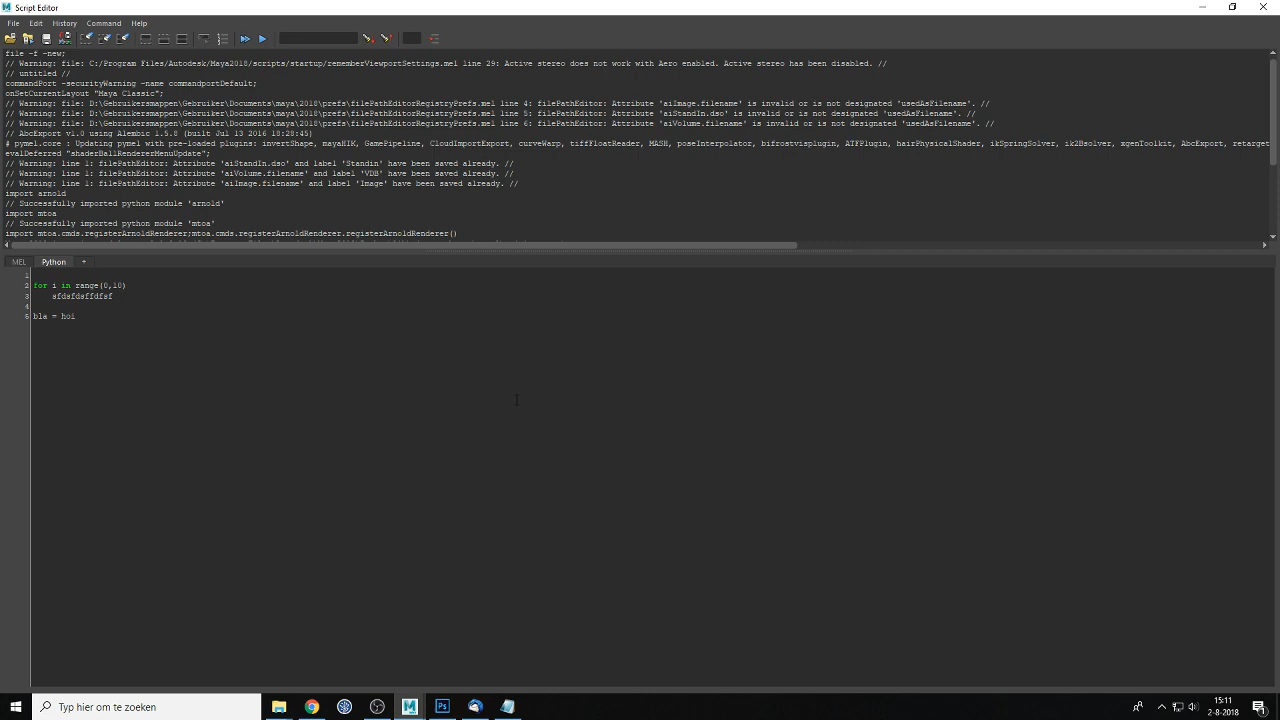 Script Editor
File Edit History Command Help
file -f -new;
// Warning: file: C:/Program Files/Autodesk/Maya2018/scripts/startup/rememberViewportSettings.mel line 29: Active stereo does not work with Aero enabled. Active stereo has been disabled. //
// untitled //
commandPort -securityWarning -name commandportDefault;
onSetCurrentLayout "Maya Classic";
// Warning: file: D:\Gebruikersmappen\Gebruiker\Documents\maya\2018\prefs\filePathEditorRegistryPrefs.mel line 4: filePathEditor: Attribute 'aiImage.filename' is invalid or is not designated 'usedAsFilename'. //
// Warning: file: D:\Gebruikersmappen\Gebruiker\Documents\maya\2018\prefs\filePathEditorRegistryPrefs.mel line 5: filePathEditor: Attribute 'aiStandIn.dso' is invalid or is not designated 'usedAsFilename'. //
// Warning: file: D:\Gebruikersmappen\Gebruiker\Documents\maya\2018\prefs\filePathEditorRegistryPrefs.mel line 6: filePathEditor: Attribute 'aiVolume.filename' is invalid or is not designated 'usedAsFilename'. //
// AbcExport v1.0 using Alembic 1.5.8 (built Jul 13 2016 18:28:45)
# pymel.core : Updating pymel with pre-loaded plugins: invertShape, mayaHIK, GamePipeline, CloudImportExport, curveWarp, tiffFloatReader, MASH, poseInterpolator, bifrostvisplugin, ATFPlugin, hairPhysicalShader, ikSpringSolver, ik2Bsolver, xgenToolkit, AbcExport, retarget
evalDeferred "shaderBallRendererMenuUpdate";
// Warning: line 1: filePathEditor: Attribute 'aiStandIn.dso' and label 'Standin' have been saved already. //
// Warning: line 1: filePathEditor: Attribute 'aiVolume.filename' and label 'VDB' have been saved already. //
// Warning: line 1: filePathEditor: Attribute 'aiImage.filename' and label 'Image' have been saved already. //
import arnold
// Successfully imported python module 'arnold'
import mtoa
// Successfully imported python module 'mtoa'
import mtoa.cmds.registerArnoldRenderer;mtoa.cmds.registerArnoldRenderer.registerArnoldRenderer()
MEL Python +
1
2 for i in range(0,10)
3 sfdsfdsffdfsf
4
5 bla = hoi
Typ hier om te zoeken
M
Ps
15:11
2-8-2018
1